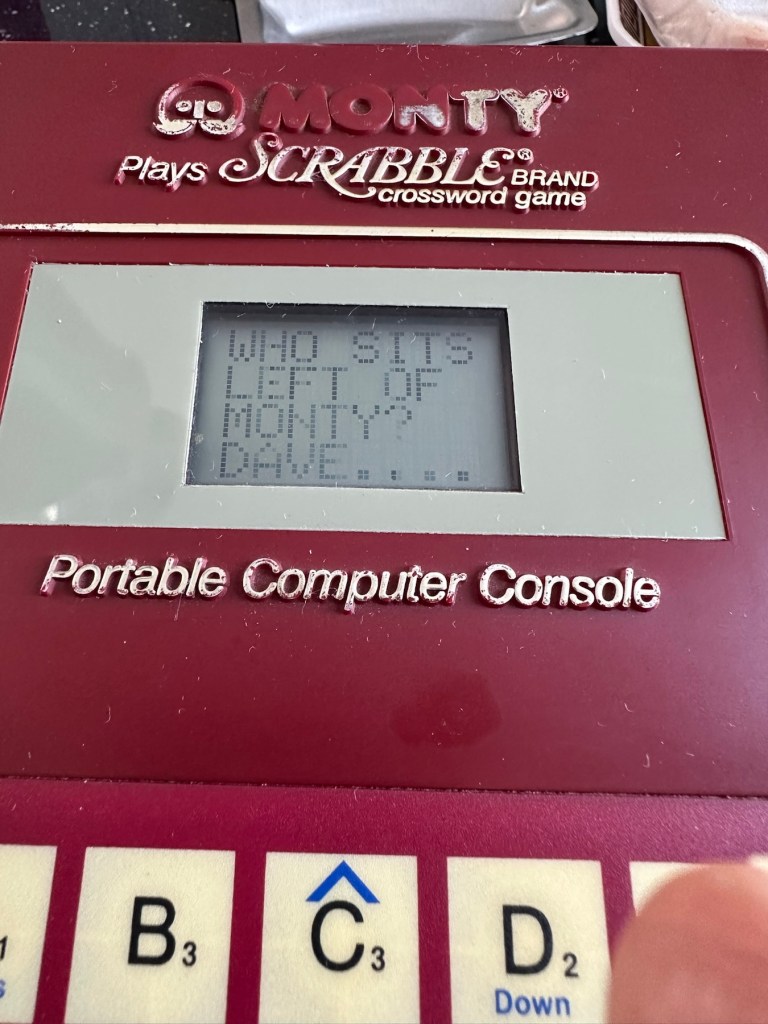 MONTY®
Plays SCRABBLE® BRAND
crossword game
WHO SITS
LEFT OF
MONTY?
DAVE....
Portable Computer Console
1 B3 C3 D2
s Down